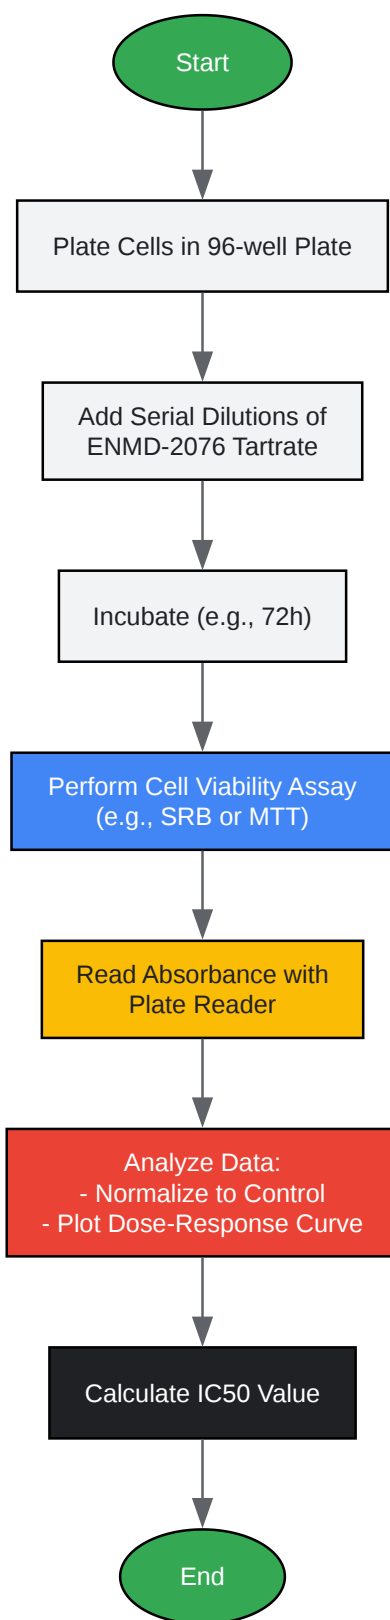 Start
Plate Cells in 96-well Plate
Add Serial Dilutions of
ENMD-2076 Tartrate
Incubate (e.g., 72h)
Perform Cell Viability Assay
(e.g., SRB or MTT)
Read Absorbance with
Plate Reader
Analyze Data:
- Normalize to Control
- Plot Dose-Response Curve
Calculate IC50 Value
End